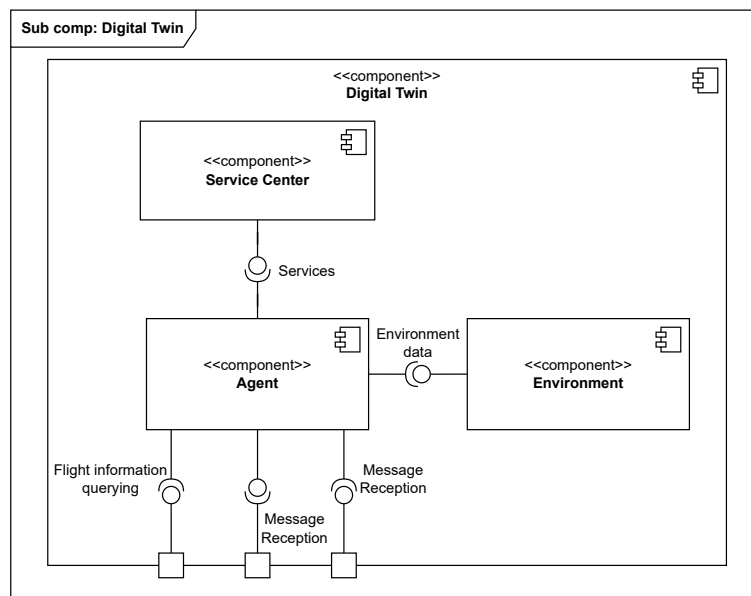 Sub comp: Digital Twin
<<component>>
Digital Twin
<<component>>
Service Center
Services
<<component>>
Agent
Environment
data
<<component>>
Environment
Flight information
querying
Message
Reception
Message
Reception